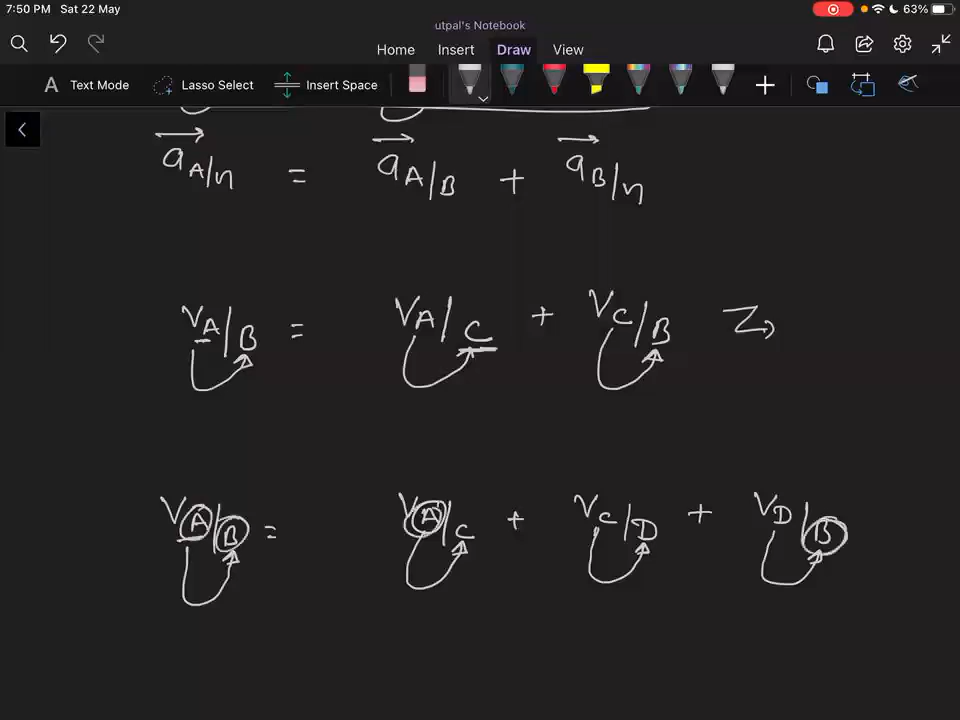 7:50 PM Sat 22 May
63%
utpal's Notebook
Home Insert Draw View
A Text Mode Lasso Select Insert Space
a A/n = a A/B + a B/n
V A/B = V A/C + V C/B
V A/B = V A/C + V C/D + V D/B